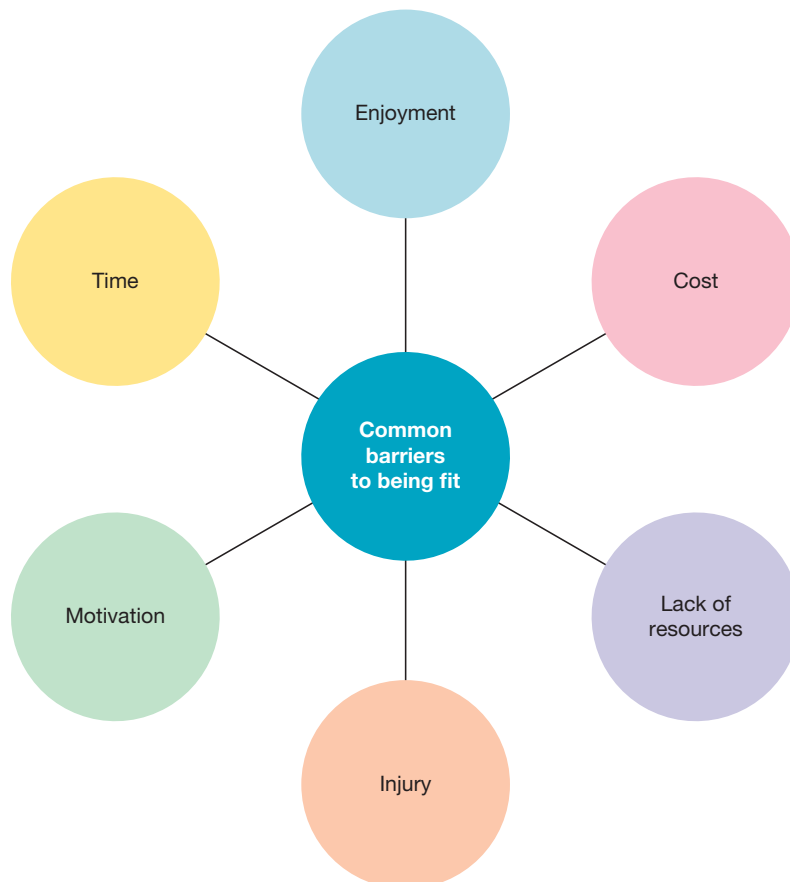 Enjoyment
Time
Cost
Common
barriers
to being fit
Motivation
Lack of
resources
Injury